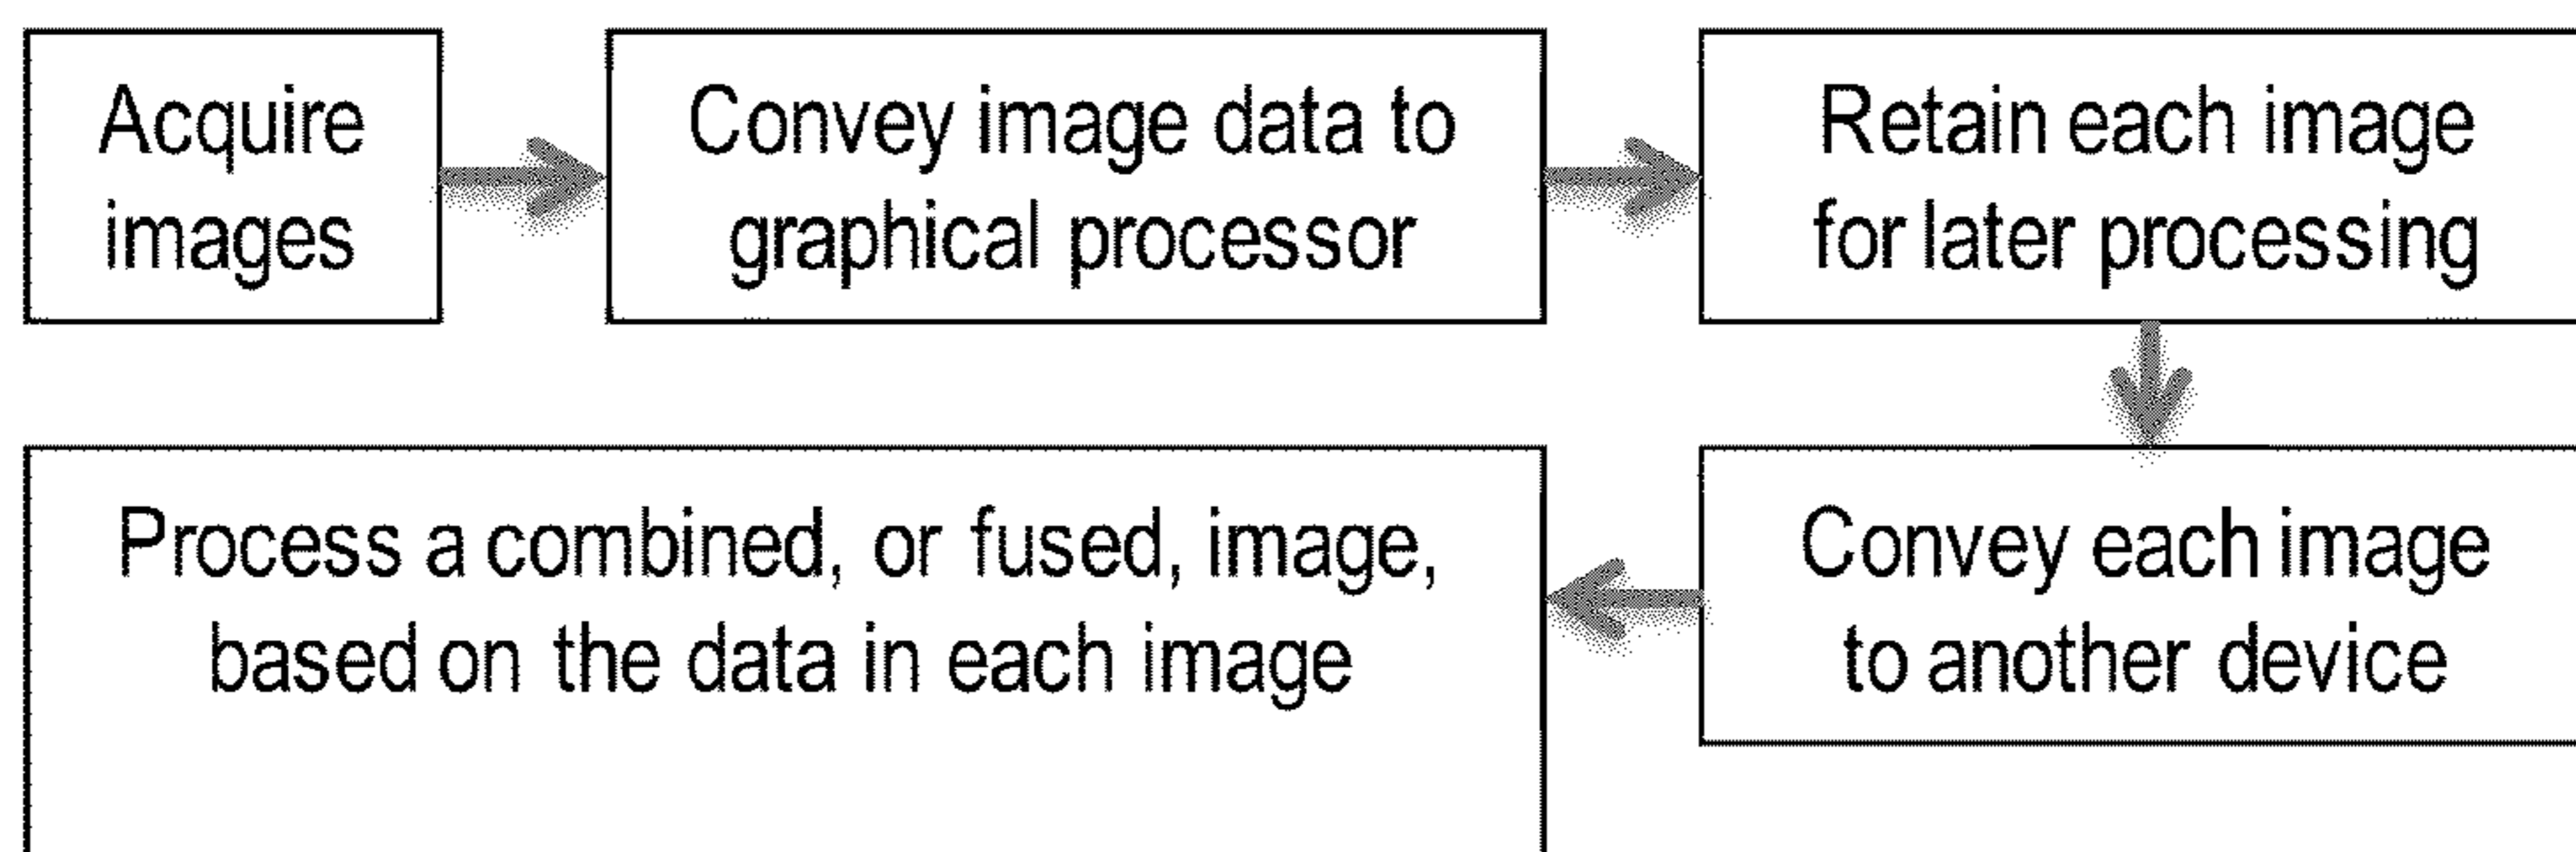 Acquire
images
Convey image data to
graphical processor
Retain each image
for later processing
Convey each image
to another device
Process a combined, or fused, image,
based on the data in each image